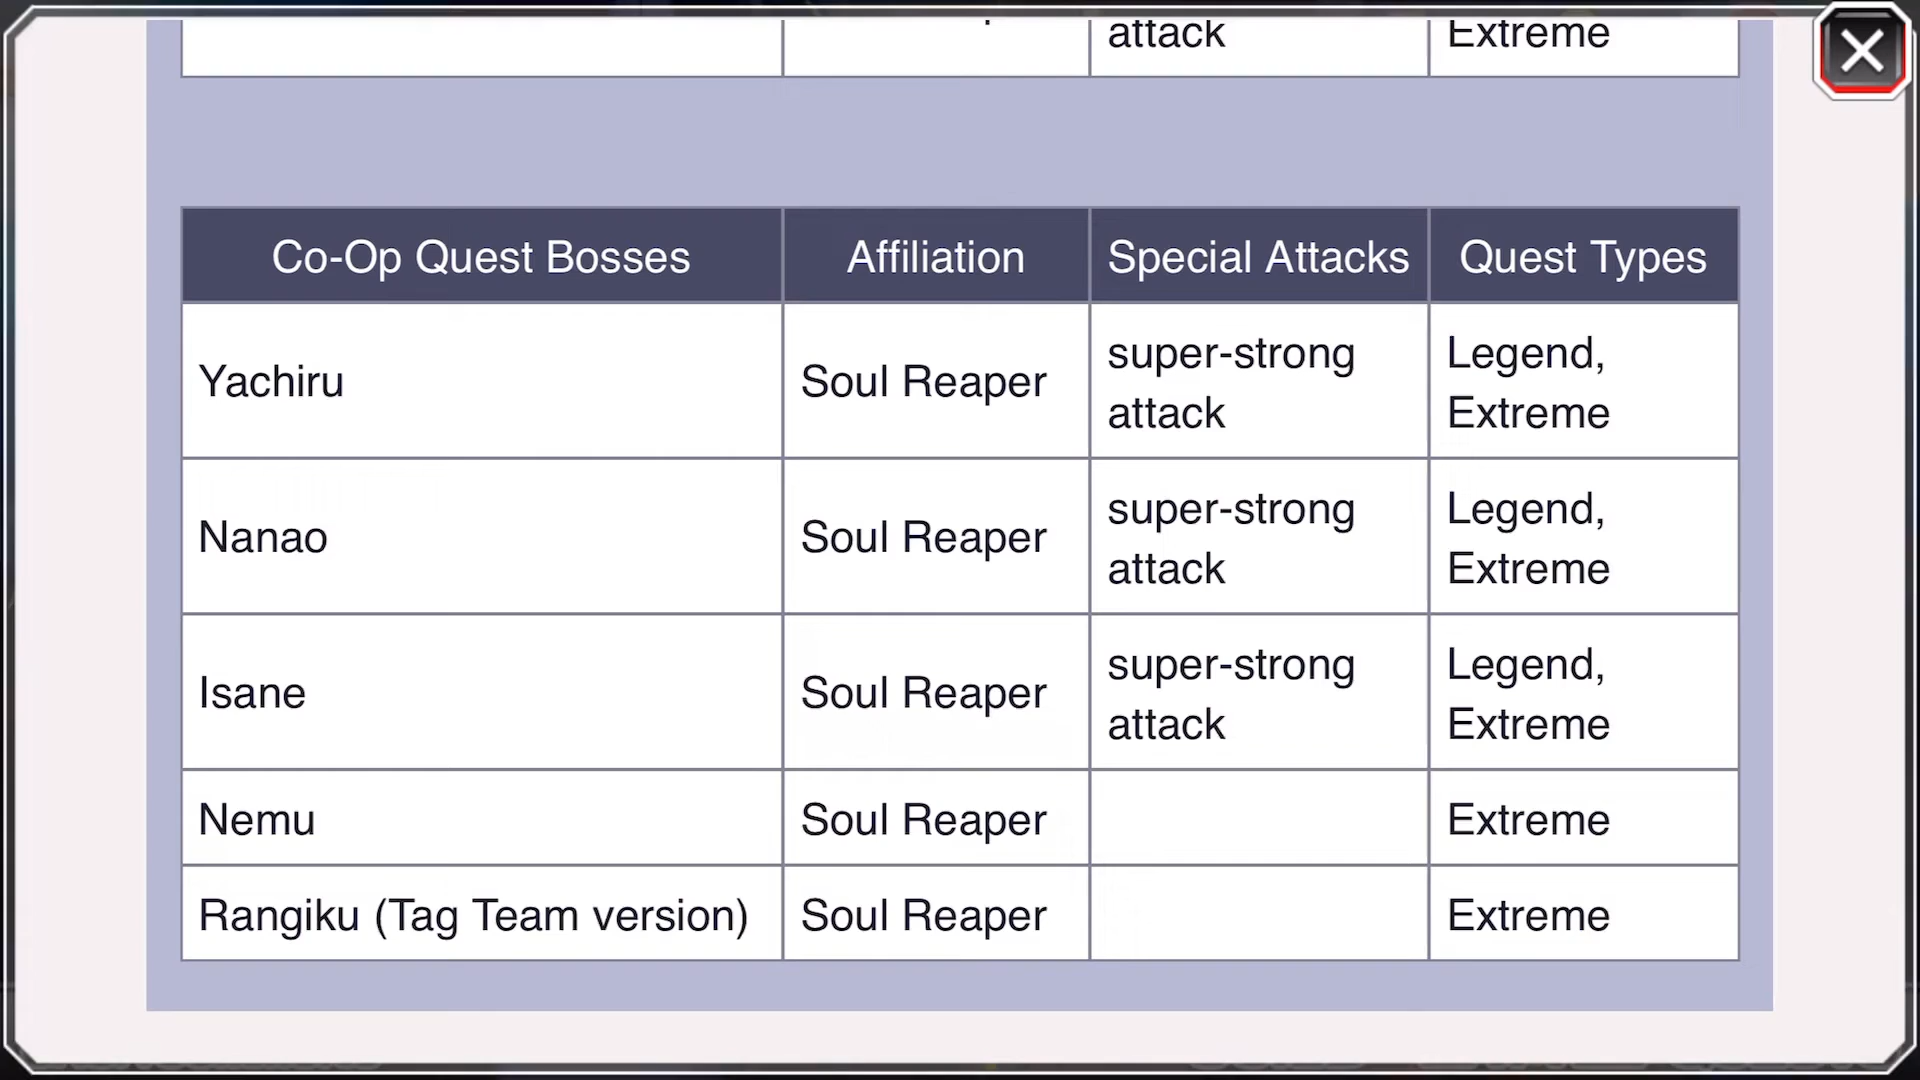 attack Extreme
Co-Op Quest Bosses Affiliation Special Attacks Quest Types
Yachiru Soul Reaper super-strong attack Legend, Extreme
Nanao Soul Reaper super-strong attack Legend, Extreme
Isane Soul Reaper super-strong attack Legend, Extreme
Nemu Soul Reaper Extreme
Rangiku (Tag Team version) Soul Reaper Extreme